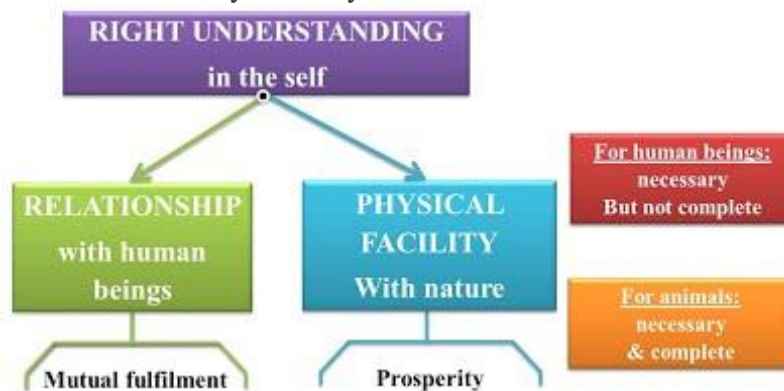 RIGHT UNDERSTANDING
in the self
RELATIONSHIP
with human
beings
PHYSICAL
FACILITY
With nature
For human beings:
necessary
But not complete
For animals:
necessary
& complete
Mutual fulfilment
Prosperity